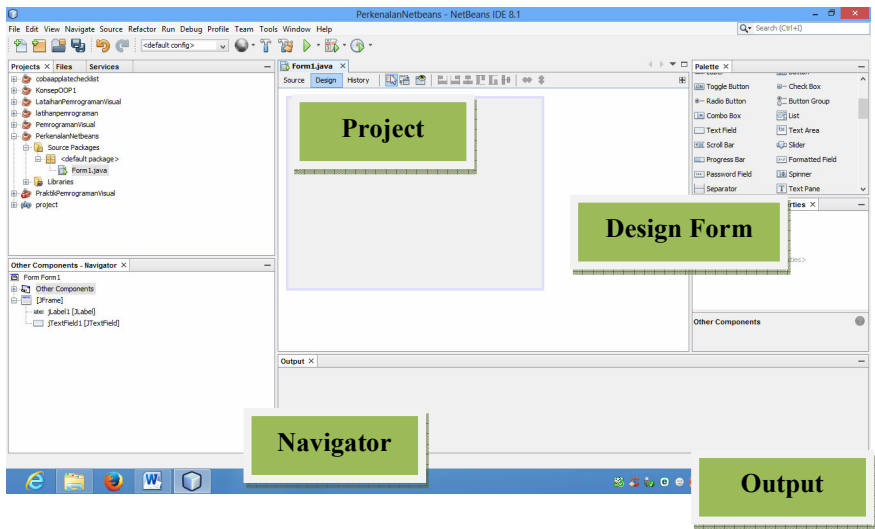 PerkenalanNetbeans - NetBeans IDE 8.1
File Edit View Navigate Source Refactor Run Debug Profile Team Tools Window Help
Search (Ctrl+I)
<default config>
Projects Files Services
cobaapplatechedklist
KonsepOOP1
LataihanPemrogramanVisual
latihanpemrograman
PemrogramanVisual
PerkenalanNetbeans
Source Packages
<default package>
Form1.java
Libraries
PraktikPemrogramanVisual
project
Other Components - Navigator
Form Form1
Other Components
[JFrame]
label jLabel1 [JLabel]
jTextField1 [JTextField]
Form1.java
Source Design History
Project
Design Form
Palette
Toggle Button Check Box
Radio Button Button Group
Combo Box List
Text Field Text Area
Scroll Bar Slider
Progress Bar Formatted Field
Password Field Spinner
Separator Text Pane
Other Components
Output
Navigator
Output